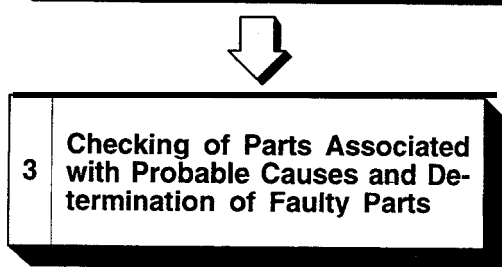 3
Checking of Parts Associated
with Probable Causes and De-
termination of Faulty Parts